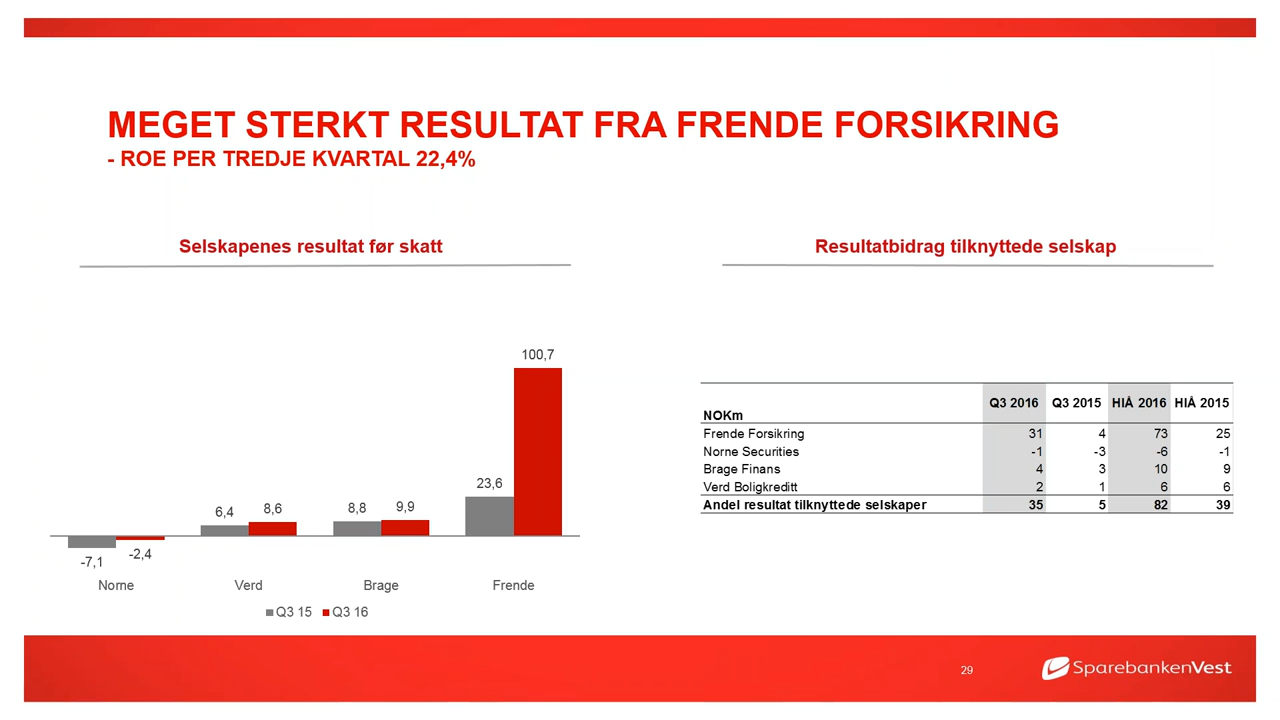 MEGET STERKT RESULTAT FRA FRENDE FORSIKRING
- ROE PER TREDJE KVARTAL 22,4%
Selskapenes resultat før skatt
100,7
23,6
6,4 8,6 8,8 9,9
-7,1 -2,4
Norne Verd Brage Frende
Q3 15 Q3 16
Resultatbidrag tilknyttede selskap
NOKm Q3 2016 Q3 2015 HIÅ 2016 HIÅ 2015
Frende Forsikring 31 4 73 25
Norne Securities -1 -3 -6 -1
Brage Finans 4 3 10 9
Verd Boligkreditt 2 1 6 6
Andel resultat tilknyttede selskaper 35 5 82 39
29
SparebankenVest